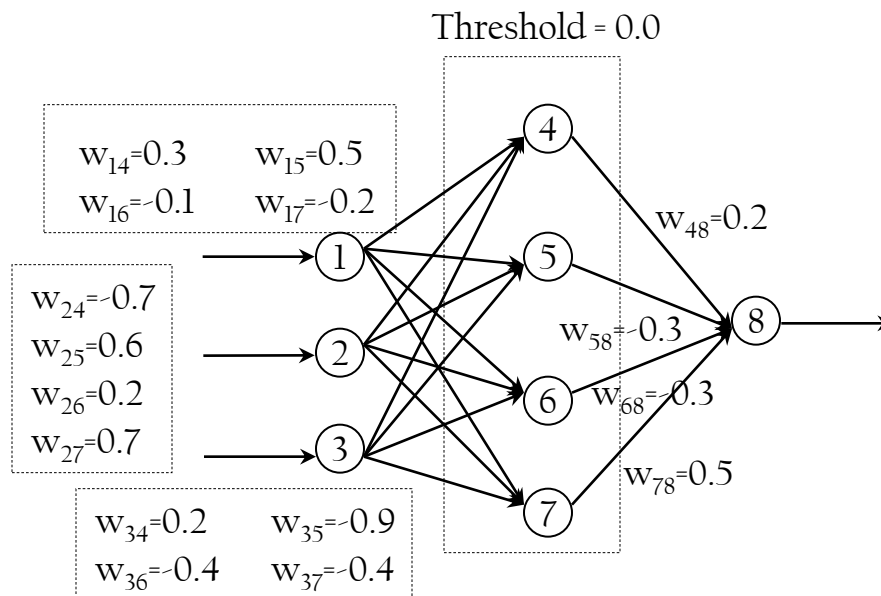 Threshold = 0.0
w₁₄=0.3 w₁₅=0.5
w₁₆=-0.1 w₁₇=-0.2
w₂₄=-0.7
w₂₅=0.6
w₂₆=0.2
w₂₇=0.7
w₃₄=0.2 w₃₅=-0.9
w₃₆=-0.4 w₃₇=-0.4
1
2
3
4
5
6
7
w₄₈=0.2
w₅₈=-0.3
w₆₈=-0.3
w₇₈=0.5
8